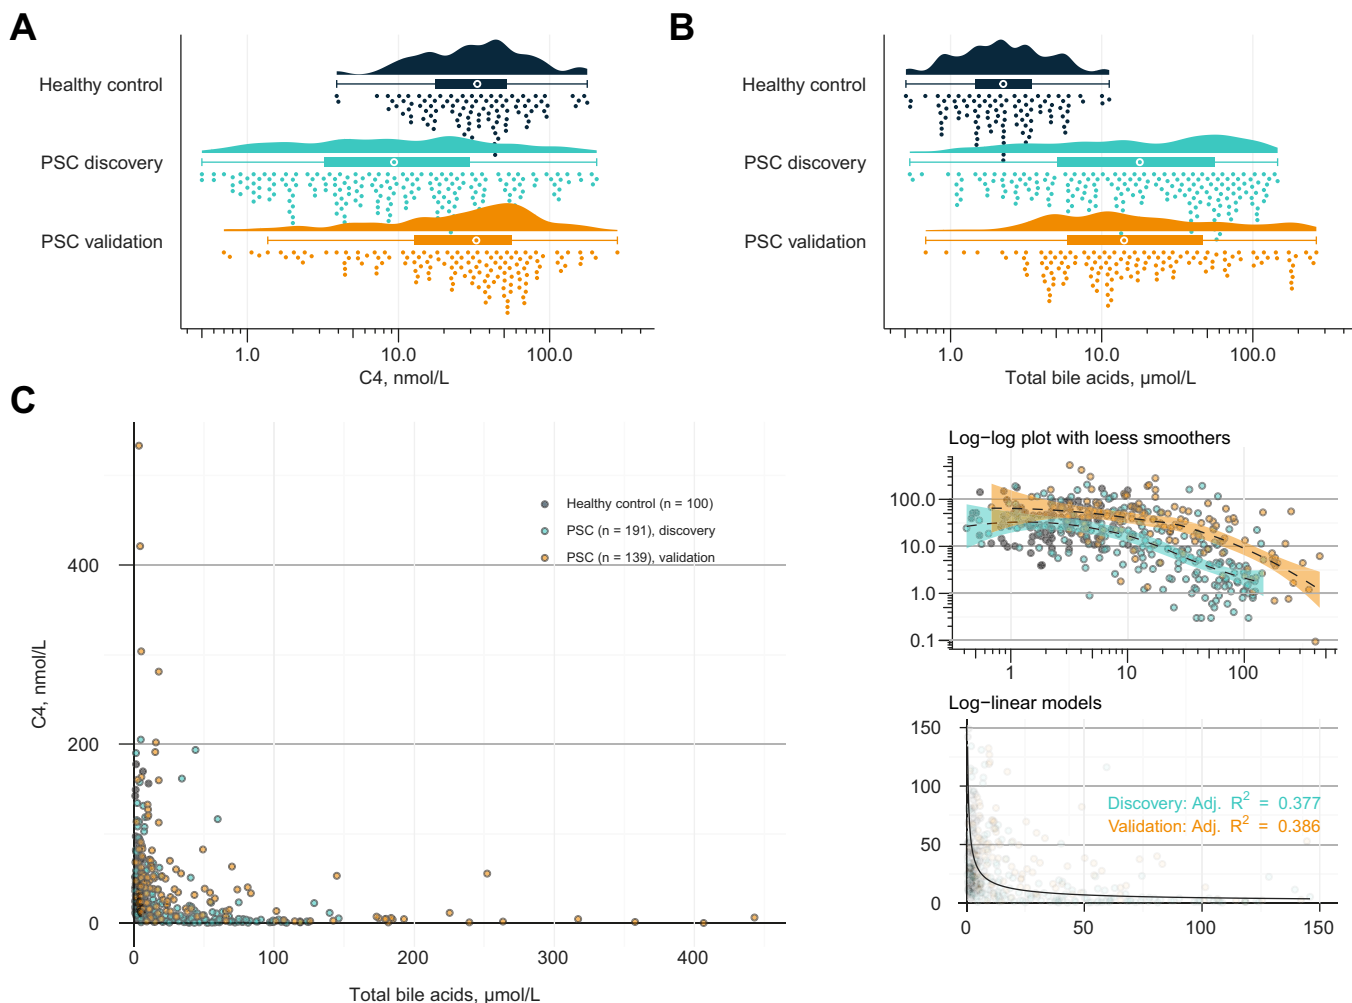 A
Healthy control
PSC discovery
PSC validation
1.0 10.0 100.0
C4, nmol/L
B
Healthy control
PSC discovery
PSC validation
1.0 10.0 100.0
Total bile acids, µmol/L
C
C4, nmol/L
400
200
0
0 100 200 300 400
Total bile acids, µmol/L
Healthy control (n = 100)
PSC (n = 191), discovery
PSC (n = 139), validation
Log−log plot with loess smoothers
100.0
10.0
1.0
0.1
1 10 100
Log−linear models
150
100
50
0
Discovery: Adj. R² = 0.377
Validation: Adj. R² = 0.386
0 50 100 150